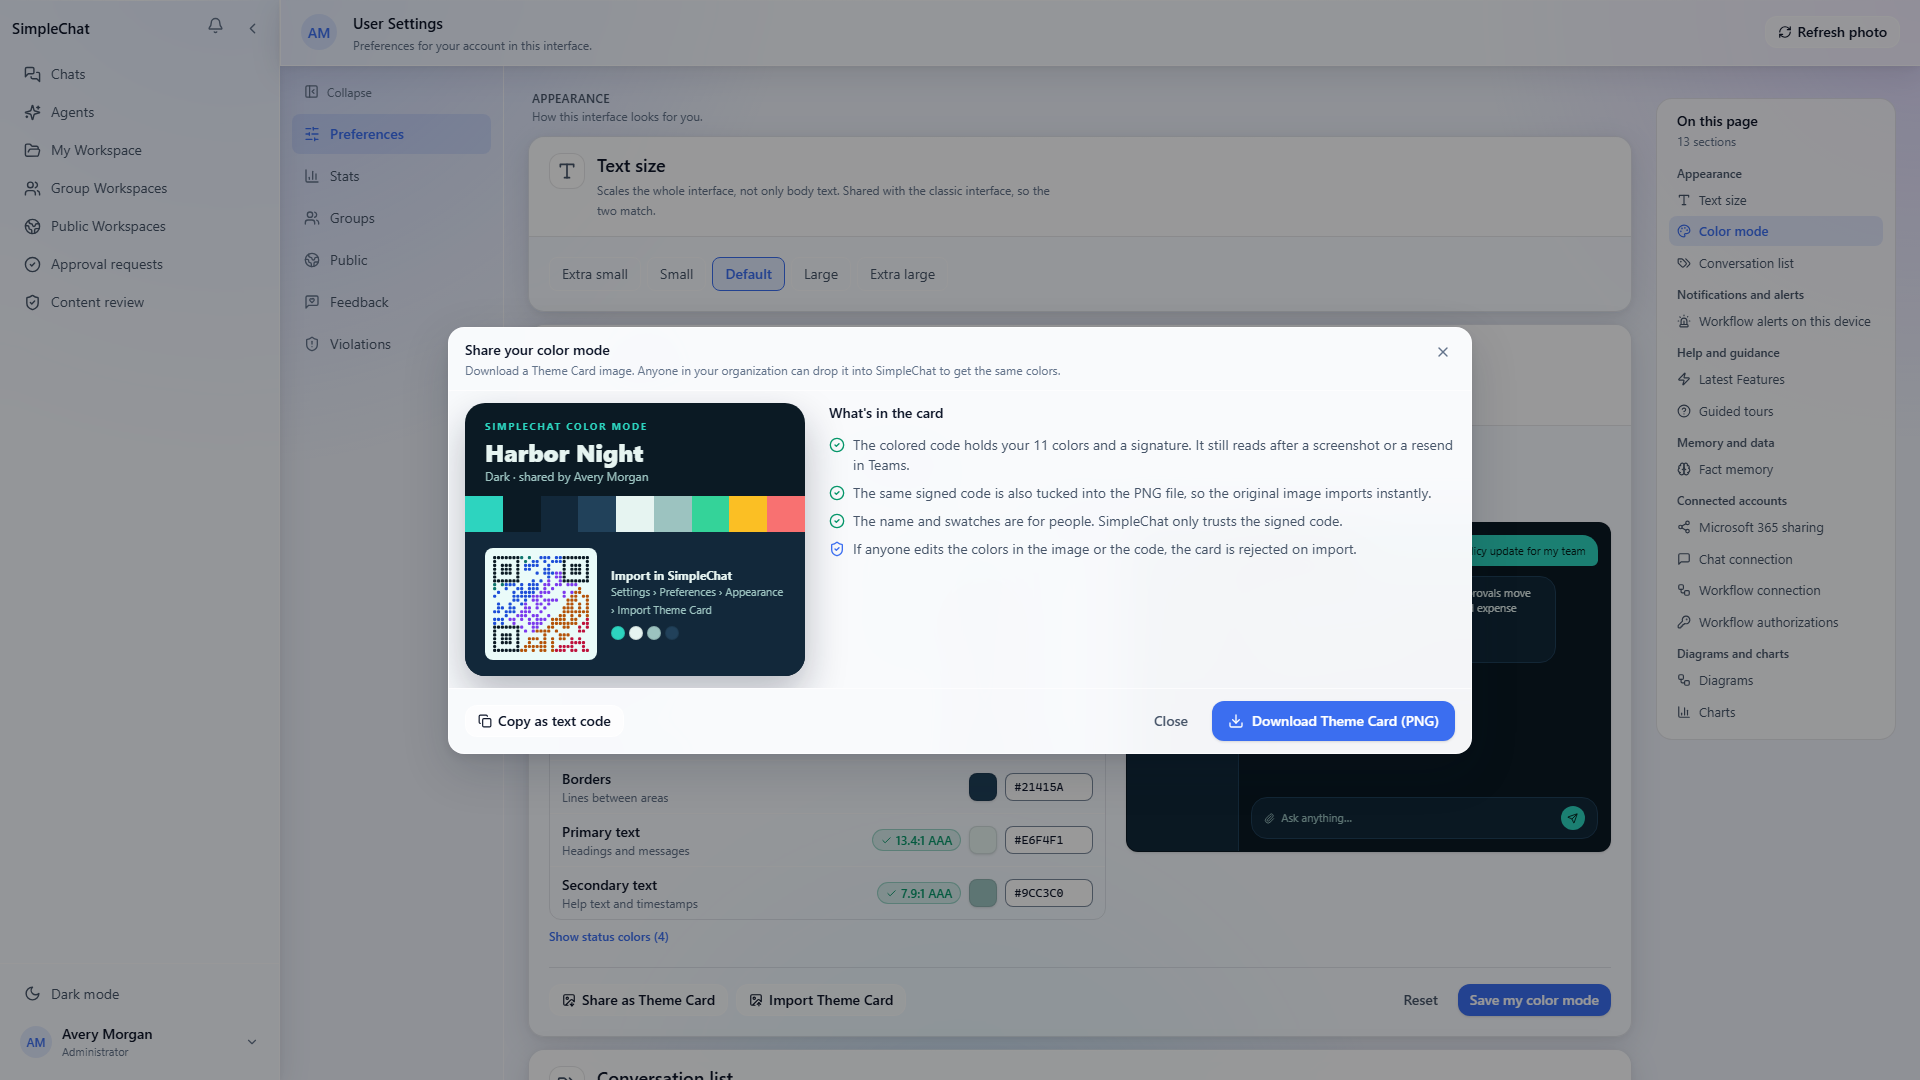 SimpleChat
Chats
Agents
My Workspace
Group Workspaces
Public Workspaces
Approval requests
Content review
Dark mode
AM
Avery Morgan
Administrator
AM
User Settings
Preferences for your account in this interface.
Refresh photo
Collapse
Preferences
Stats
Groups
Public
Feedback
Violations
APPEARANCE
How this interface looks for you.
Text size
Scales the whole interface, not only body text. Shared with the classic interface, so the
two match.
Extra small
Small
Default
Large
Extra large
Share your color mode
Download a Theme Card image. Anyone in your organization can drop it into SimpleChat to get the same colors.
SIMPLECHAT COLOR MODE
Harbor Night
Dark · shared by Avery Morgan
Import in SimpleChat
Settings › Preferences › Appearance
› Import Theme Card
What's in the card
The colored code holds your 11 colors and a signature. It still reads after a screenshot or a resend
in Teams.
The same signed code is also tucked into the PNG file, so the original image imports instantly.
The name and swatches are for people. SimpleChat only trusts the signed code.
If anyone edits the colors in the image or the code, the card is rejected on import.
Copy as text code
Close
Download Theme Card (PNG)
update for my team
move
expense
Ask anything...
Borders
Lines between areas
#21415A
Primary text
Headings and messages
13.4:1 AAA
#E6F4F1
Secondary text
Help text and timestamps
7.9:1 AAA
#9CC3C0
Show status colors (4)
Share as Theme Card
Import Theme Card
Reset
Save my color mode
Conversation list
On this page
13 sections
Appearance
Text size
Color mode
Conversation list
Notifications and alerts
Workflow alerts on this device
Help and guidance
Latest Features
Guided tours
Memory and data
Fact memory
Connected accounts
Microsoft 365 sharing
Chat connection
Workflow connection
Workflow authorizations
Diagrams and charts
Diagrams
Charts